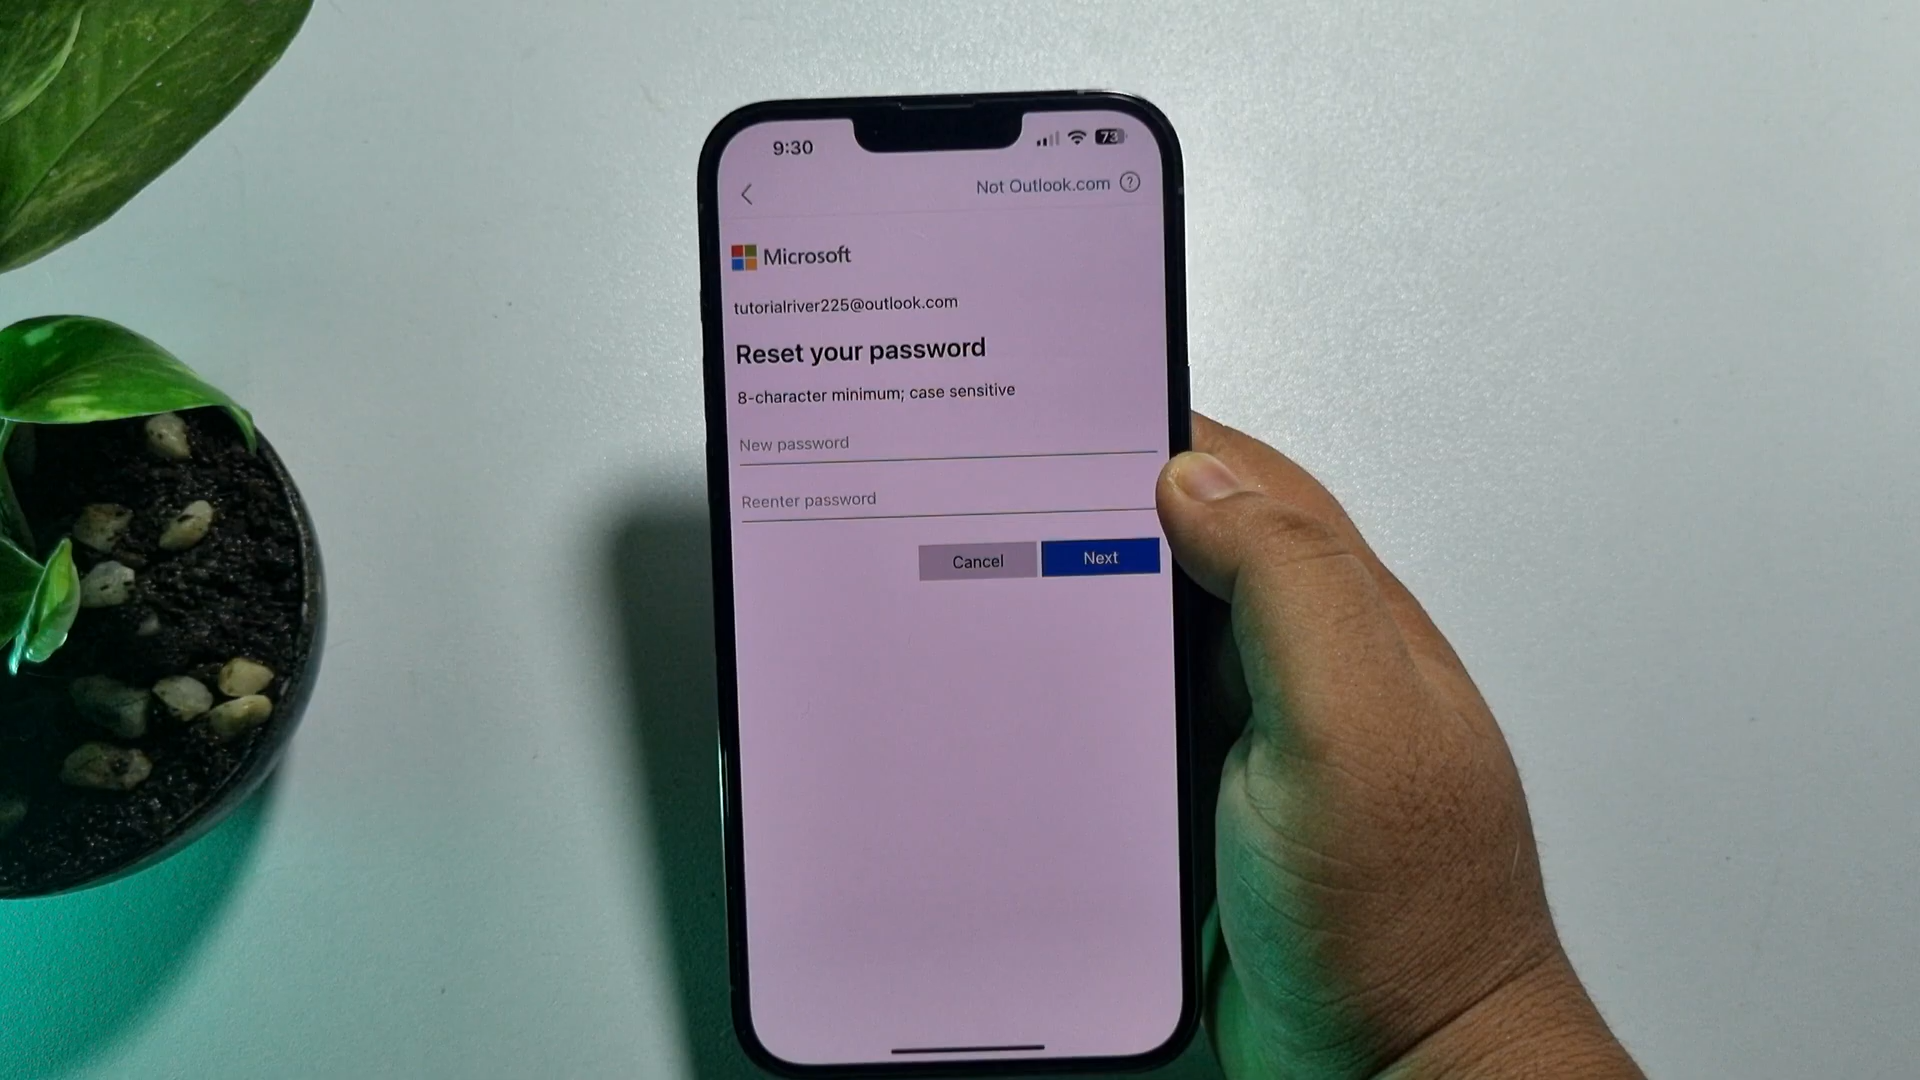 9:30
73
Not Outlook.com ?
Microsoft
tutorialriver225@outlook.com
Reset your password
8-character minimum; case sensitive
New password
Reenter password
Cancel
Next